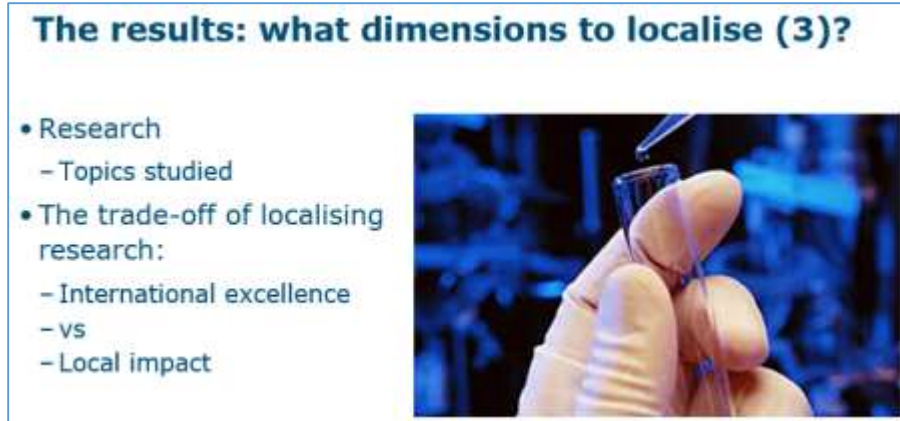 The results: what dimensions to localise (3)?
• Research
– Topics studied
• The trade-off of localising
research:
– International excellence
– vs
– Local impact